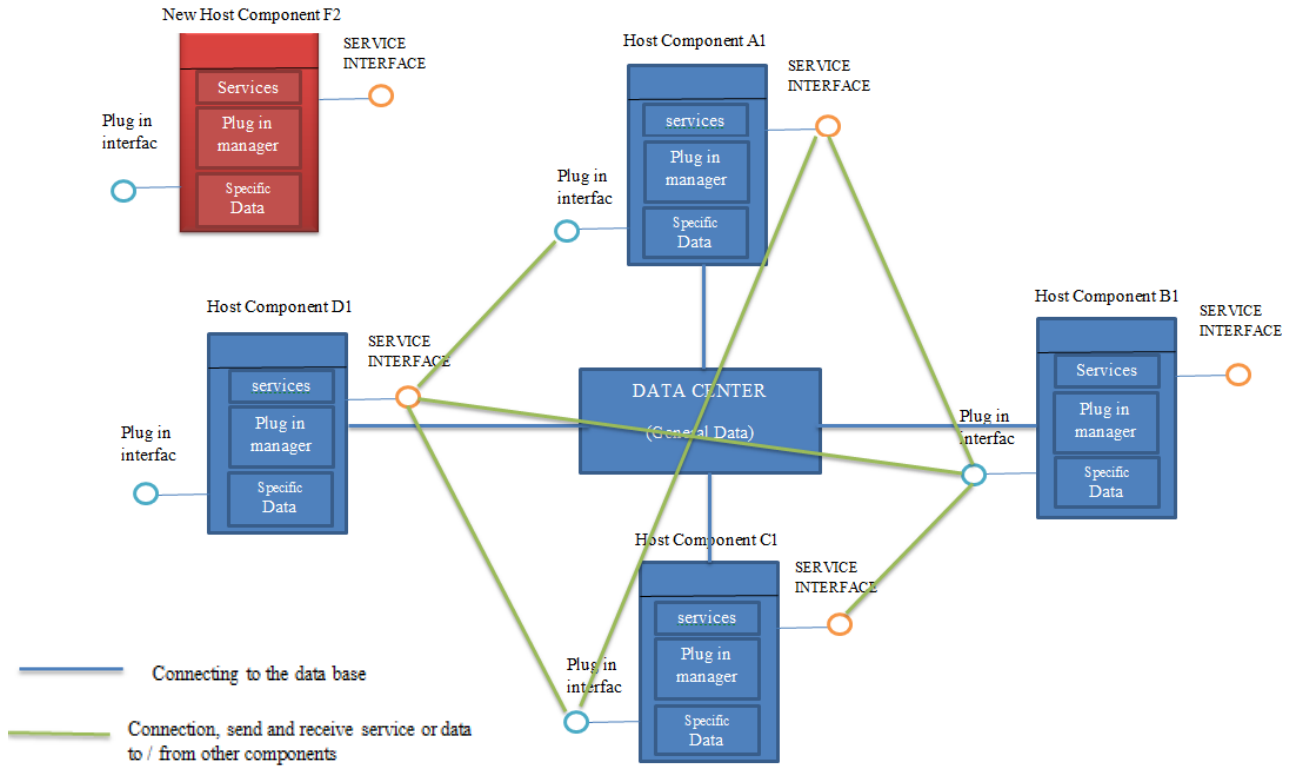 New Host Component F2
SERVICE
INTERFACE
Services
Plug in
manager
Specific
Data
Plug in
interfac
Host Component A1
SERVICE
INTERFACE
services
Plug in
manager
Specific
Data
Plug in
interfac
Host Component D1
SERVICE
INTERFACE
services
Plug in
manager
Specific
Data
Plug in
interfac
DATA CENTER
(General Data)
Host Component B1
SERVICE
INTERFACE
Services
Plug in
manager
Specific
Data
Plug in
interfac
Host Component C1
SERVICE
INTERFACE
services
Plug in
manager
Specific
Data
Plug in
interfac
Connecting to the data base
Connection, send and receive service or data
to / from other components